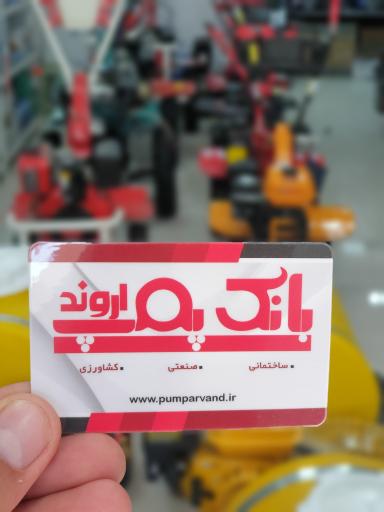 بانک پمپ اروند
▪ ساختمانی ▪ صنعتی ▪ کشاورزی
www.pumparvand.ir